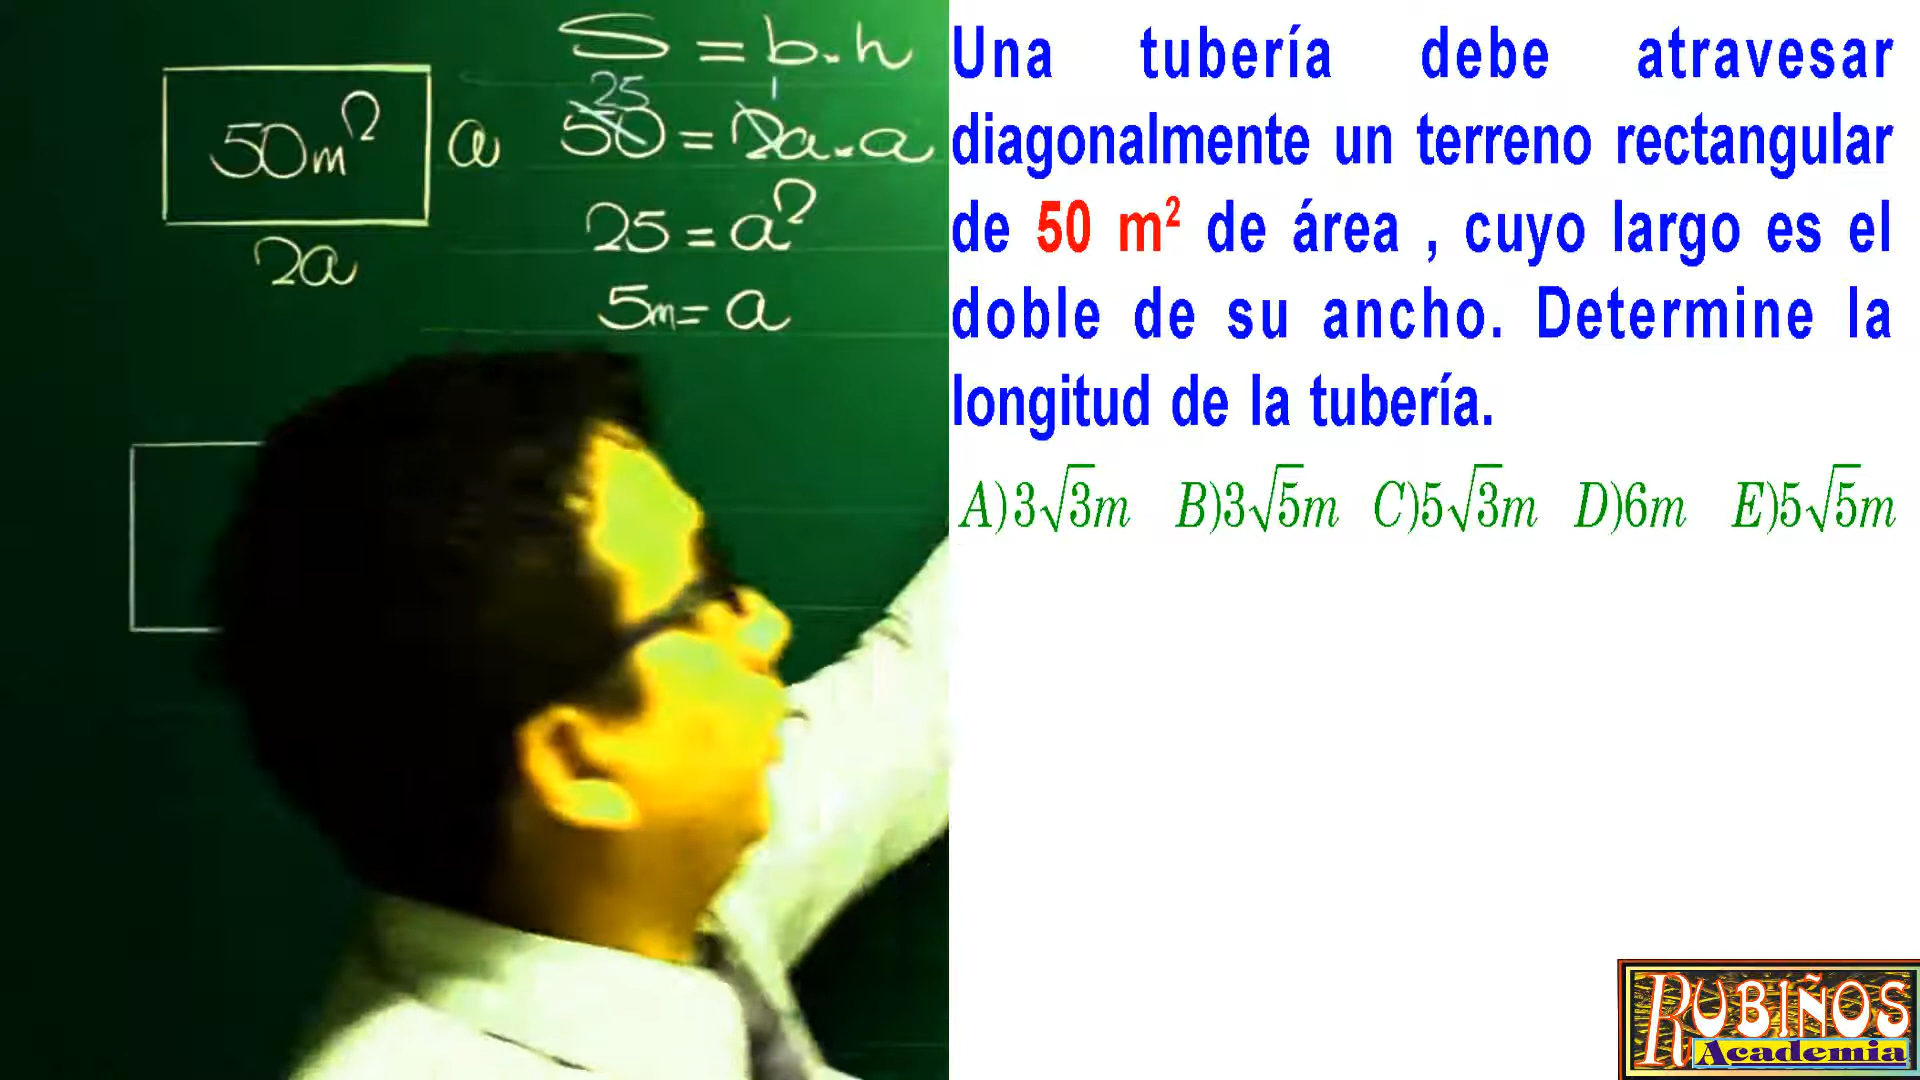 S = b.h
25 1
50 = 2a.a
50m² a
25 = a²
2a
5m = a
Una tubería debe atravesar
diagonalmente un terreno rectangular
de 50 m² de área , cuyo largo es el
doble de su ancho. Determine la
longitud de la tubería.
A)3√3m B)3√5m C)5√3m D)6m E)5√5m
RUBIÑOS
Academia